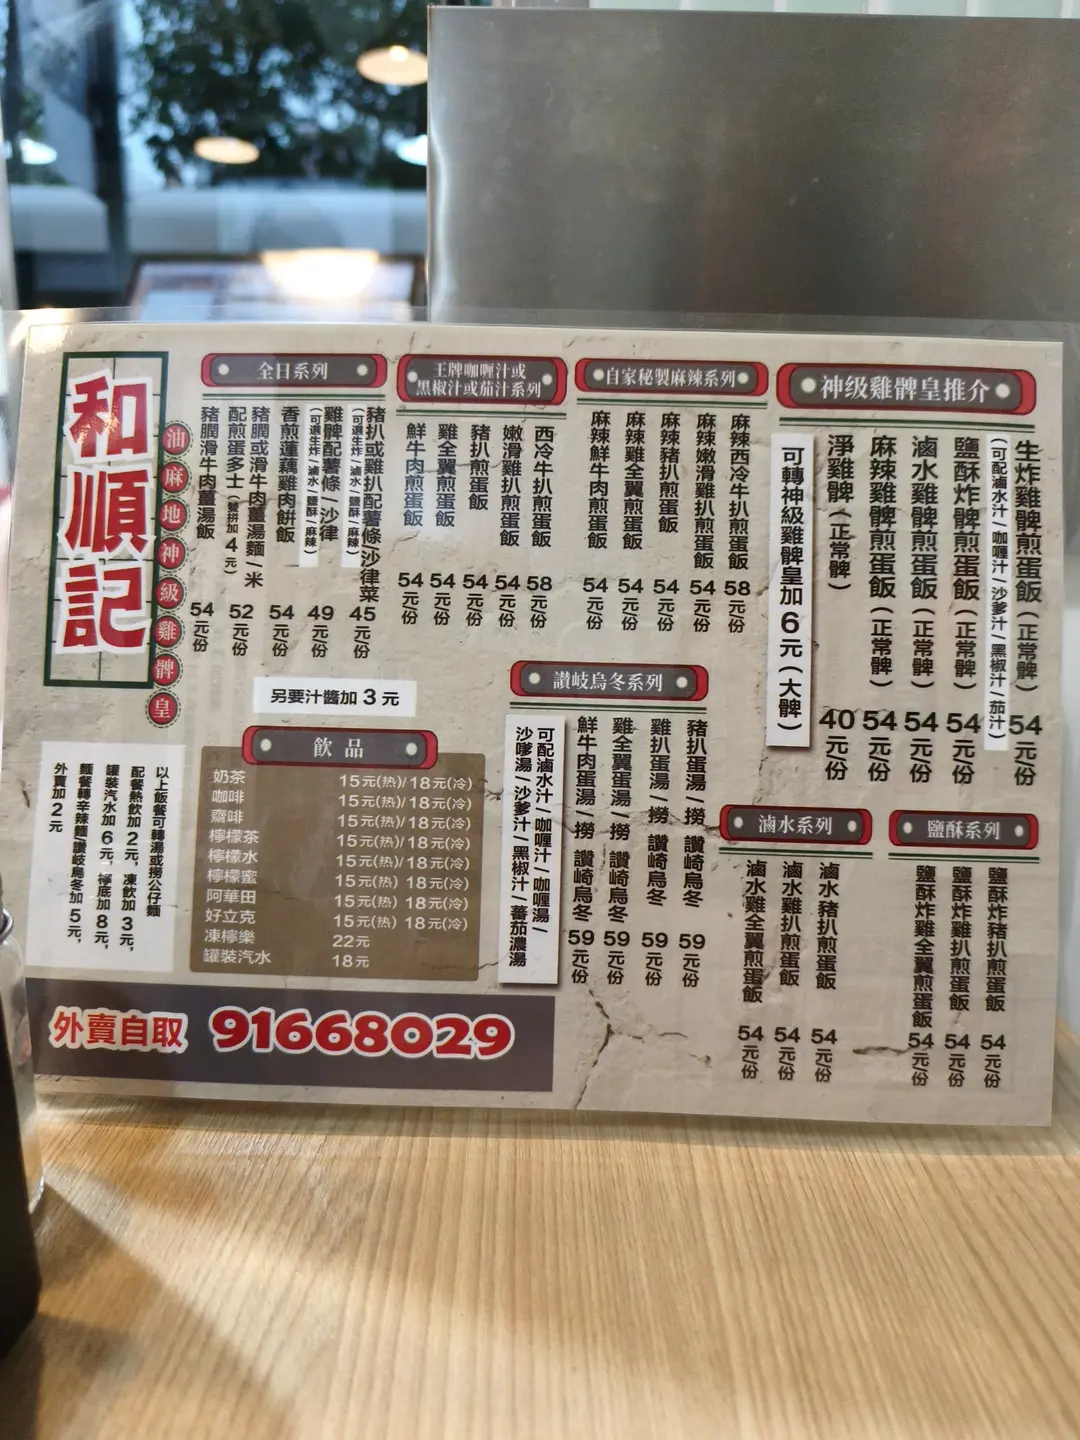 和順記
油麻地神級雞髀皇
全日系列
豬扒或雞扒配薯條/沙律菜
(可選生炸/滷水/鹽酥/麻辣)
45元/份
雞髀配薯條/沙律
(可選生炸/滷水/鹽酥/麻辣)
49元/份
香煎蓮藕雞肉餅飯
54元/份
豬膶或滑牛肉薑湯麵/米
配煎蛋多士(雙拼加4元)
52元/份
豬膶滑牛肉薑湯飯
54元/份
另要汁醬加3元
王牌咖喱汁或
黑椒汁或茄汁系列
西冷牛扒煎蛋飯
58元/份
嫩滑雞扒煎蛋飯
54元/份
豬扒煎蛋飯
54元/份
雞全翼煎蛋飯
54元/份
鮮牛肉煎蛋飯
54元/份
自家秘製麻辣系列
麻辣西冷牛扒煎蛋飯
58元/份
麻辣嫩滑雞扒煎蛋飯
54元/份
麻辣豬扒煎蛋飯
54元/份
麻辣雞全翼煎蛋飯
54元/份
麻辣鮮牛肉煎蛋飯
54元/份
神级雞髀皇推介
生炸雞髀煎蛋飯(正常髀)
(可配滷水汁/咖喱汁/沙爹汁/黑椒汁/茄汁)
54元/份
鹽酥炸雞髀煎蛋飯(正常髀)
54元/份
滷水雞髀煎蛋飯(正常髀)
54元/份
麻辣雞髀煎蛋飯(正常髀)
54元/份
淨雞髀(正常髀)
40元/份
可轉神級雞髀皇加6元(大髀)
讃岐烏冬系列
豬扒蛋湯/撈 讚崎烏冬
59元/份
雞扒蛋湯/撈 讚崎烏冬
59元/份
雞全翼蛋湯/撈 讚崎烏冬
59元/份
鮮牛肉蛋湯/撈 讚崎烏冬
59元/份
可配滷水汁/咖喱汁/咖喱湯/
沙嗲湯/沙爹汁/黑椒汁/蕃茄濃湯
滷水系列
滷水豬扒煎蛋飯
54元/份
滷水雞扒煎蛋飯
54元/份
滷水雞全翼煎蛋飯
54元/份
鹽酥系列
鹽酥炸豬扒煎蛋飯
54元/份
鹽酥炸雞扒煎蛋飯
54元/份
鹽酥炸雞全翼煎蛋飯
54元/份
飲品
奶茶 15元(热)/18元(冷)
咖啡 15元(热)/18元(冷)
齋啡 15元(热)/18元(冷)
檸檬茶 15元(热)/18元(冷)
檸檬水 15元(热)/18元(冷)
檸檬蜜 15元(热) 18元(冷)
阿華田 15元(热) 18元(冷)
好立克 15元(热) 18元(冷)
凍檸樂 22元
罐裝汽水 18元
以上飯餐可轉湯或撈公仔麵
配餐熱飲加2元，凍飲加3元，
罐裝汽水加6元，檸底加8元，
麵餐轉辛辣麵讚岐烏冬加5元，
外賣加2元
外賣自取 91668029